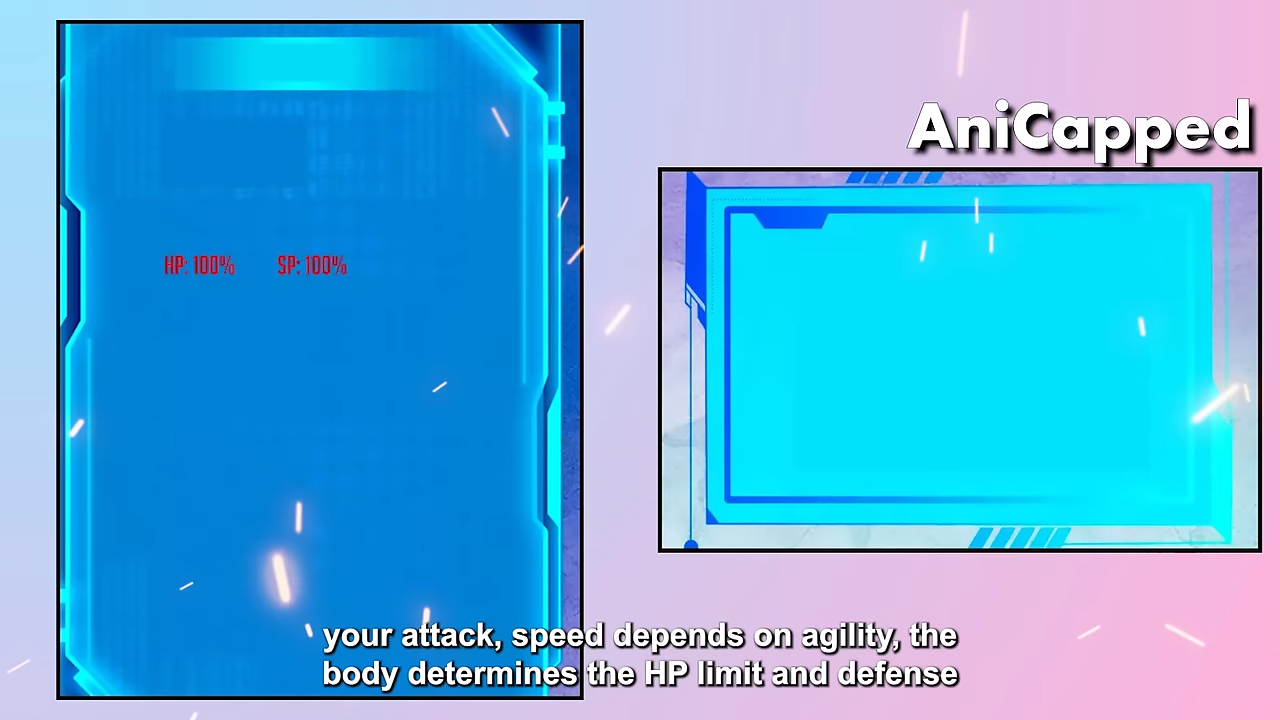 AniCapped
HP: 100% SP: 100%
your attack, speed depends on agility, the
body determines the HP limit and defense